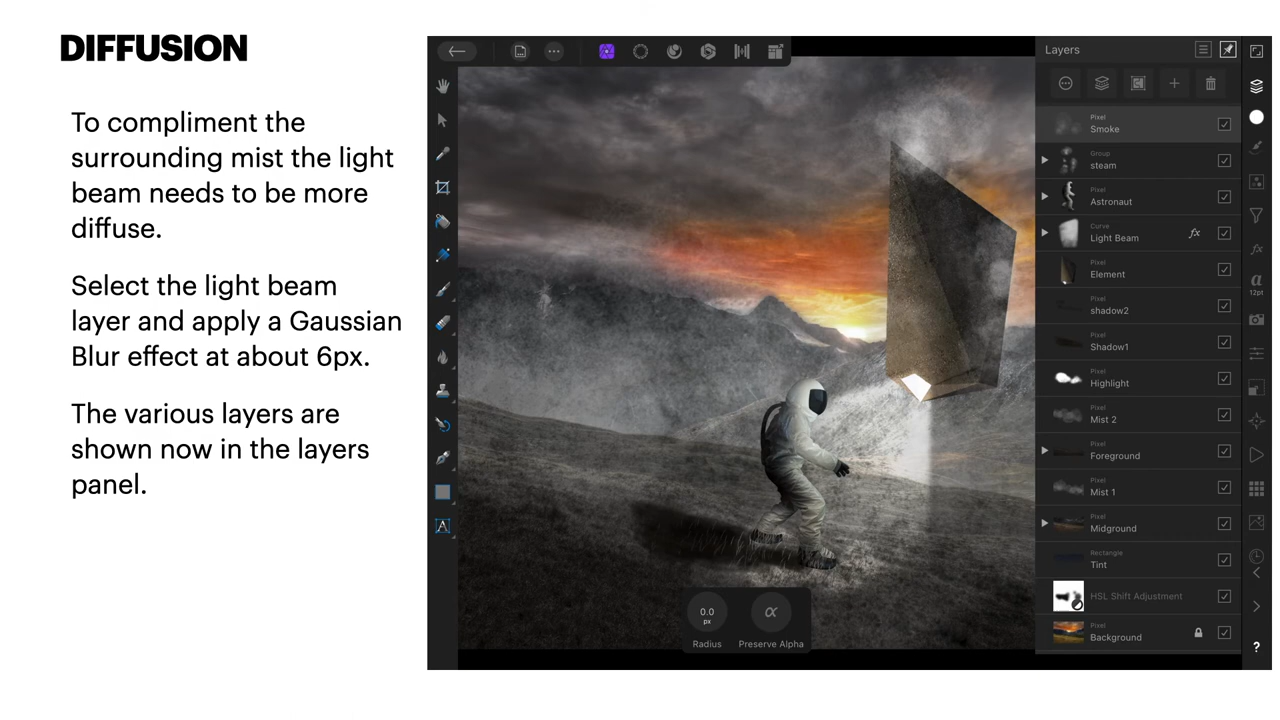 DIFFUSION
To compliment the
surrounding mist the light
beam needs to be more
diffuse.
Select the light beam
layer and apply a Gaussian
Blur effect at about 6px.
The various layers are
shown now in the layers
panel.
Layers
Pixel
Smoke
Group
steam
Pixel
Astronaut
Curve
Light Beam
fx
Pixel
Element
Pixel
shadow2
Pixel
Shadow1
Pixel
Highlight
Pixel
Mist 2
Pixel
Foreground
Pixel
Mist 1
Pixel
Midground
Rectangle
Tint
HSL Shift Adjustment
Pixel
Background
fx
a
12pt
?
A
0.0
px
Radius
α
Preserve Alpha